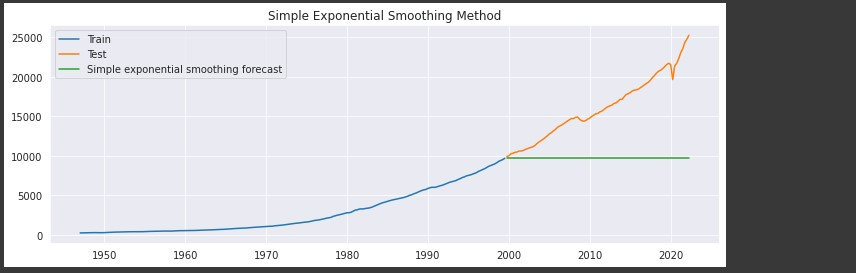 Simple Exponential Smoothing Method
Train
Test
Simple exponential smoothing forecast
25000
20000
15000
10000
5000
0
1950 1960 1970 1980 1990 2000 2010 2020